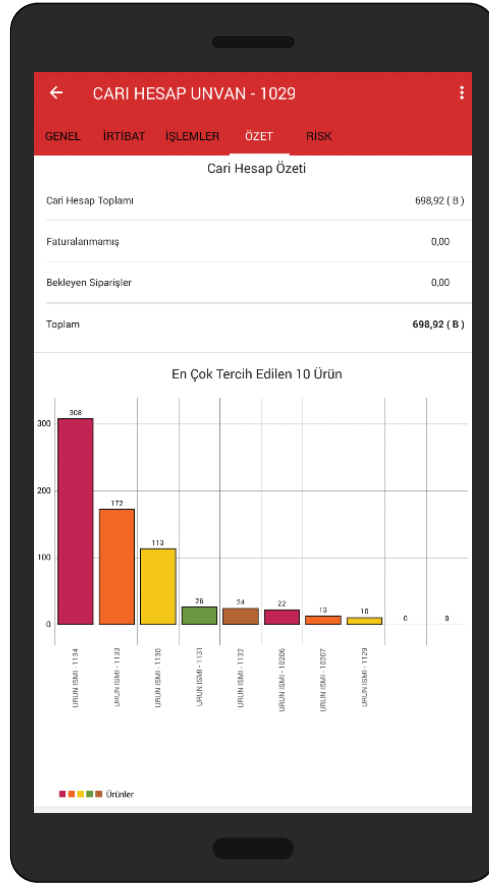 CARI HESAP UNVAN - 1029
GENEL İRTİBAT İŞLEMLER ÖZET RİSK
Cari Hesap Özeti
Cari Hesap Toplamı 698,92 ( B )
Faturalanmamış 0,00
Bekleyen Siparişler 0,00
Toplam 698,92 ( B )
En Çok Tercih Edilen 10 Ürün
300
200
100
0
308
172
113
26
24
22
13
10
0
0
URUN ISMI - 1134
URUN ISMI - 1133
URUN ISMI - 1130
URUN ISMI - 1131
URUN ISMI - 1132
URUN ISMI - 10206
URUN ISMI - 10207
URUN ISMI - 1129
Ürünler